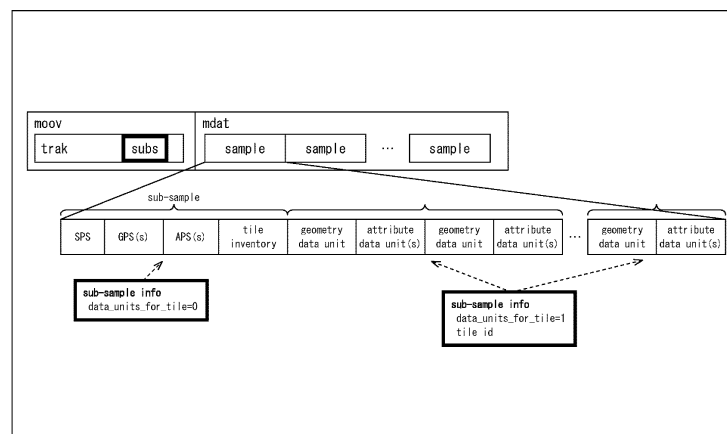 moov
mdat
trak
subs
sample
sample
...
sample
sub-sample
SPS
GPS(s)
APS(s)
tile
inventory
geometry
data unit
attribute
data unit(s)
geometry
data unit
attribute
data unit(s)
...
geometry
data unit
attribute
data unit(s)
sub-sample info
data_units_for_tile=0
sub-sample info
data_units_for_tile=1
tile id